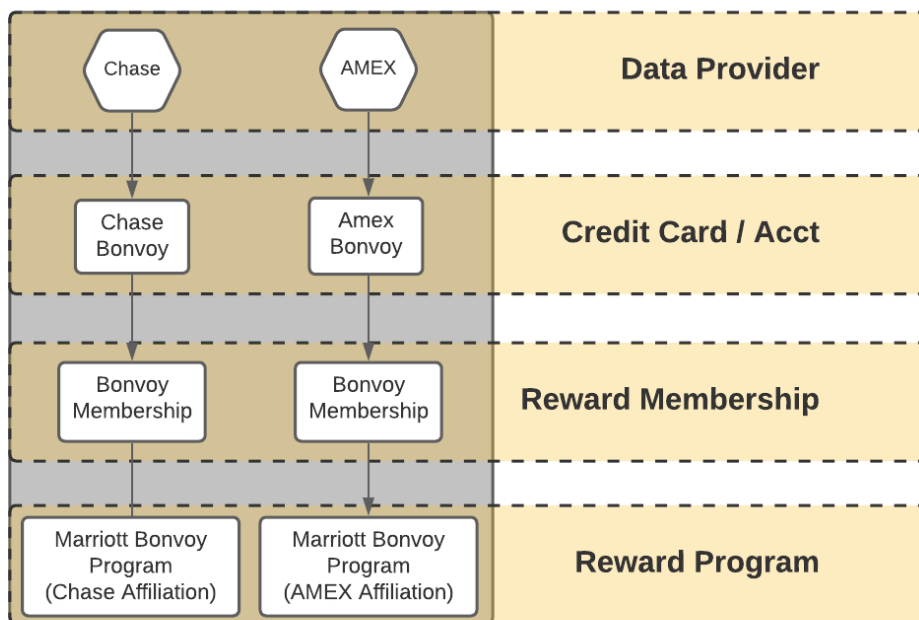 Chase
AMEX
Data Provider
Chase
Bonvoy
Amex
Bonvoy
Credit Card / Acct
Bonvoy
Membership
Bonvoy
Membership
Reward Membership
Marriott Bonvoy
Program
(Chase Affiliation)
Marriott Bonvoy
Program
(AMEX Affiliation)
Reward Program